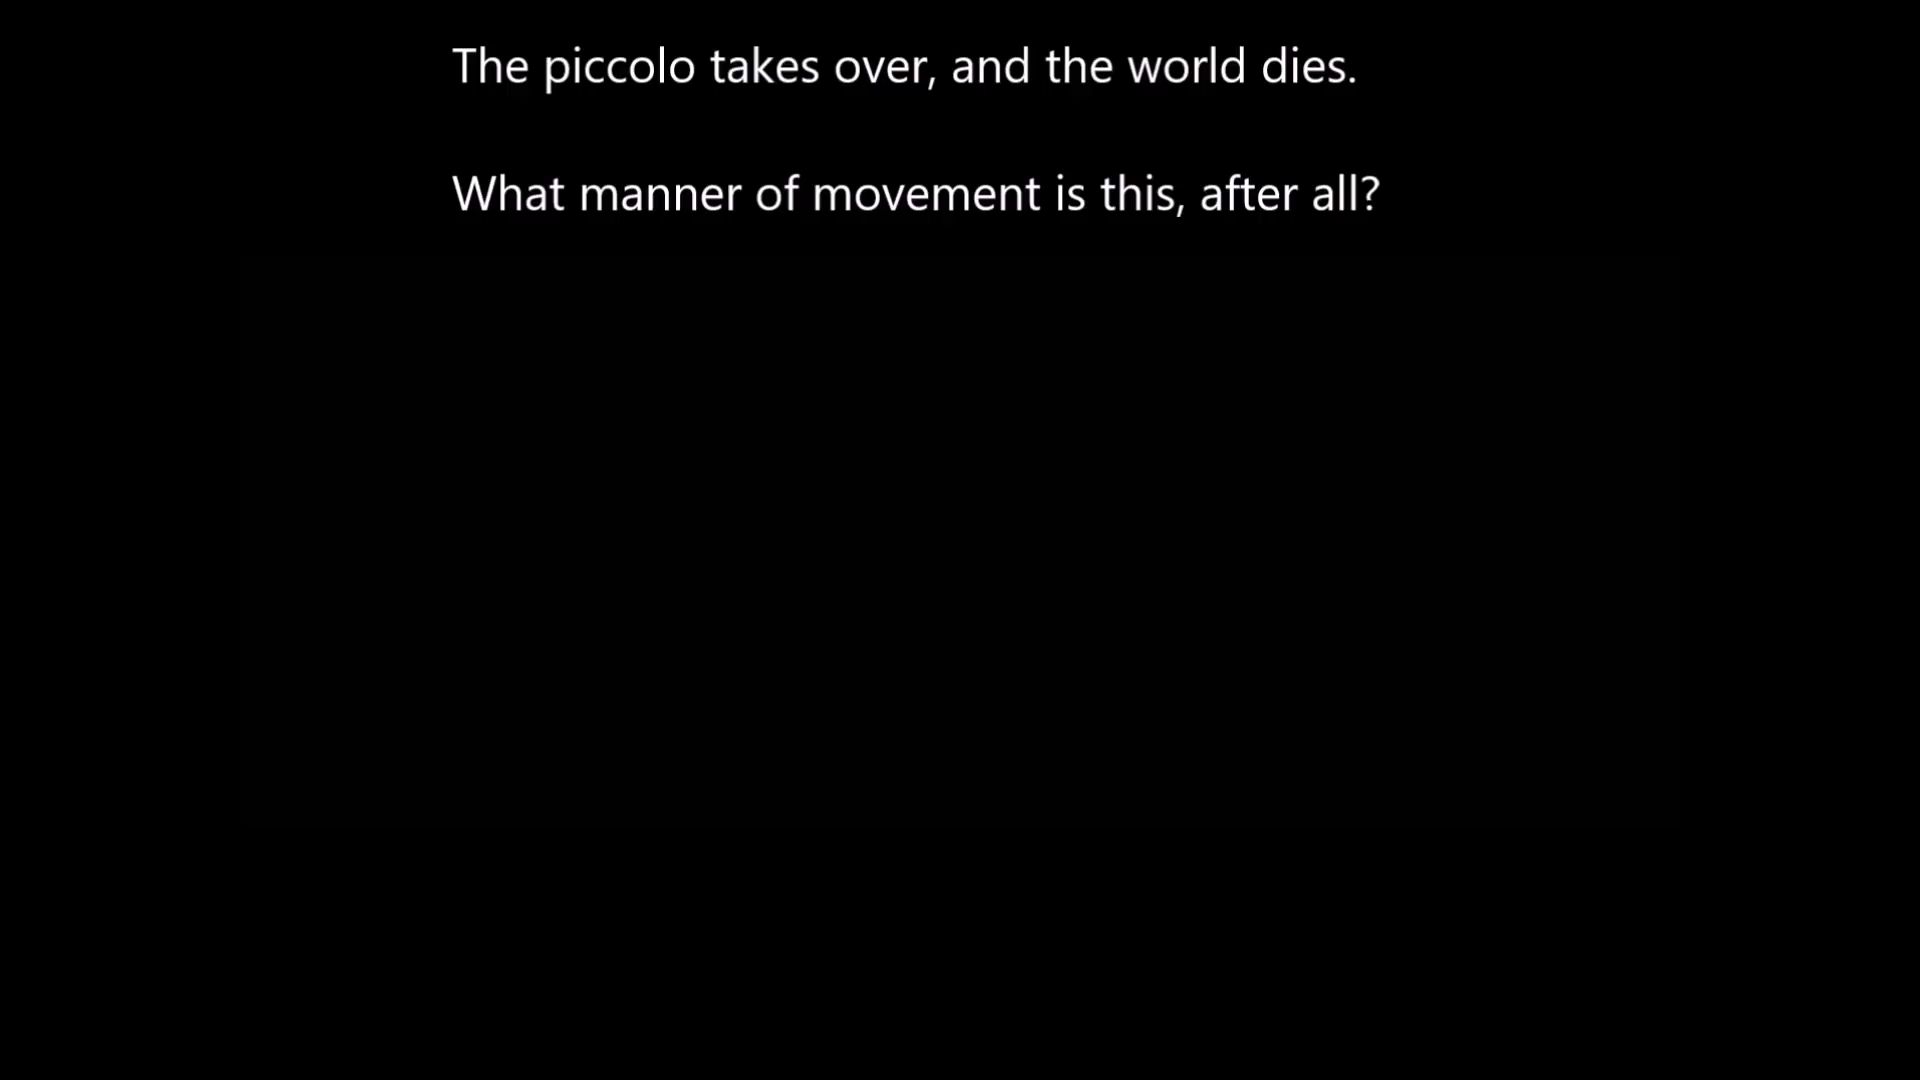 The piccolo takes over, and the world dies.
What manner of movement is this, after all?